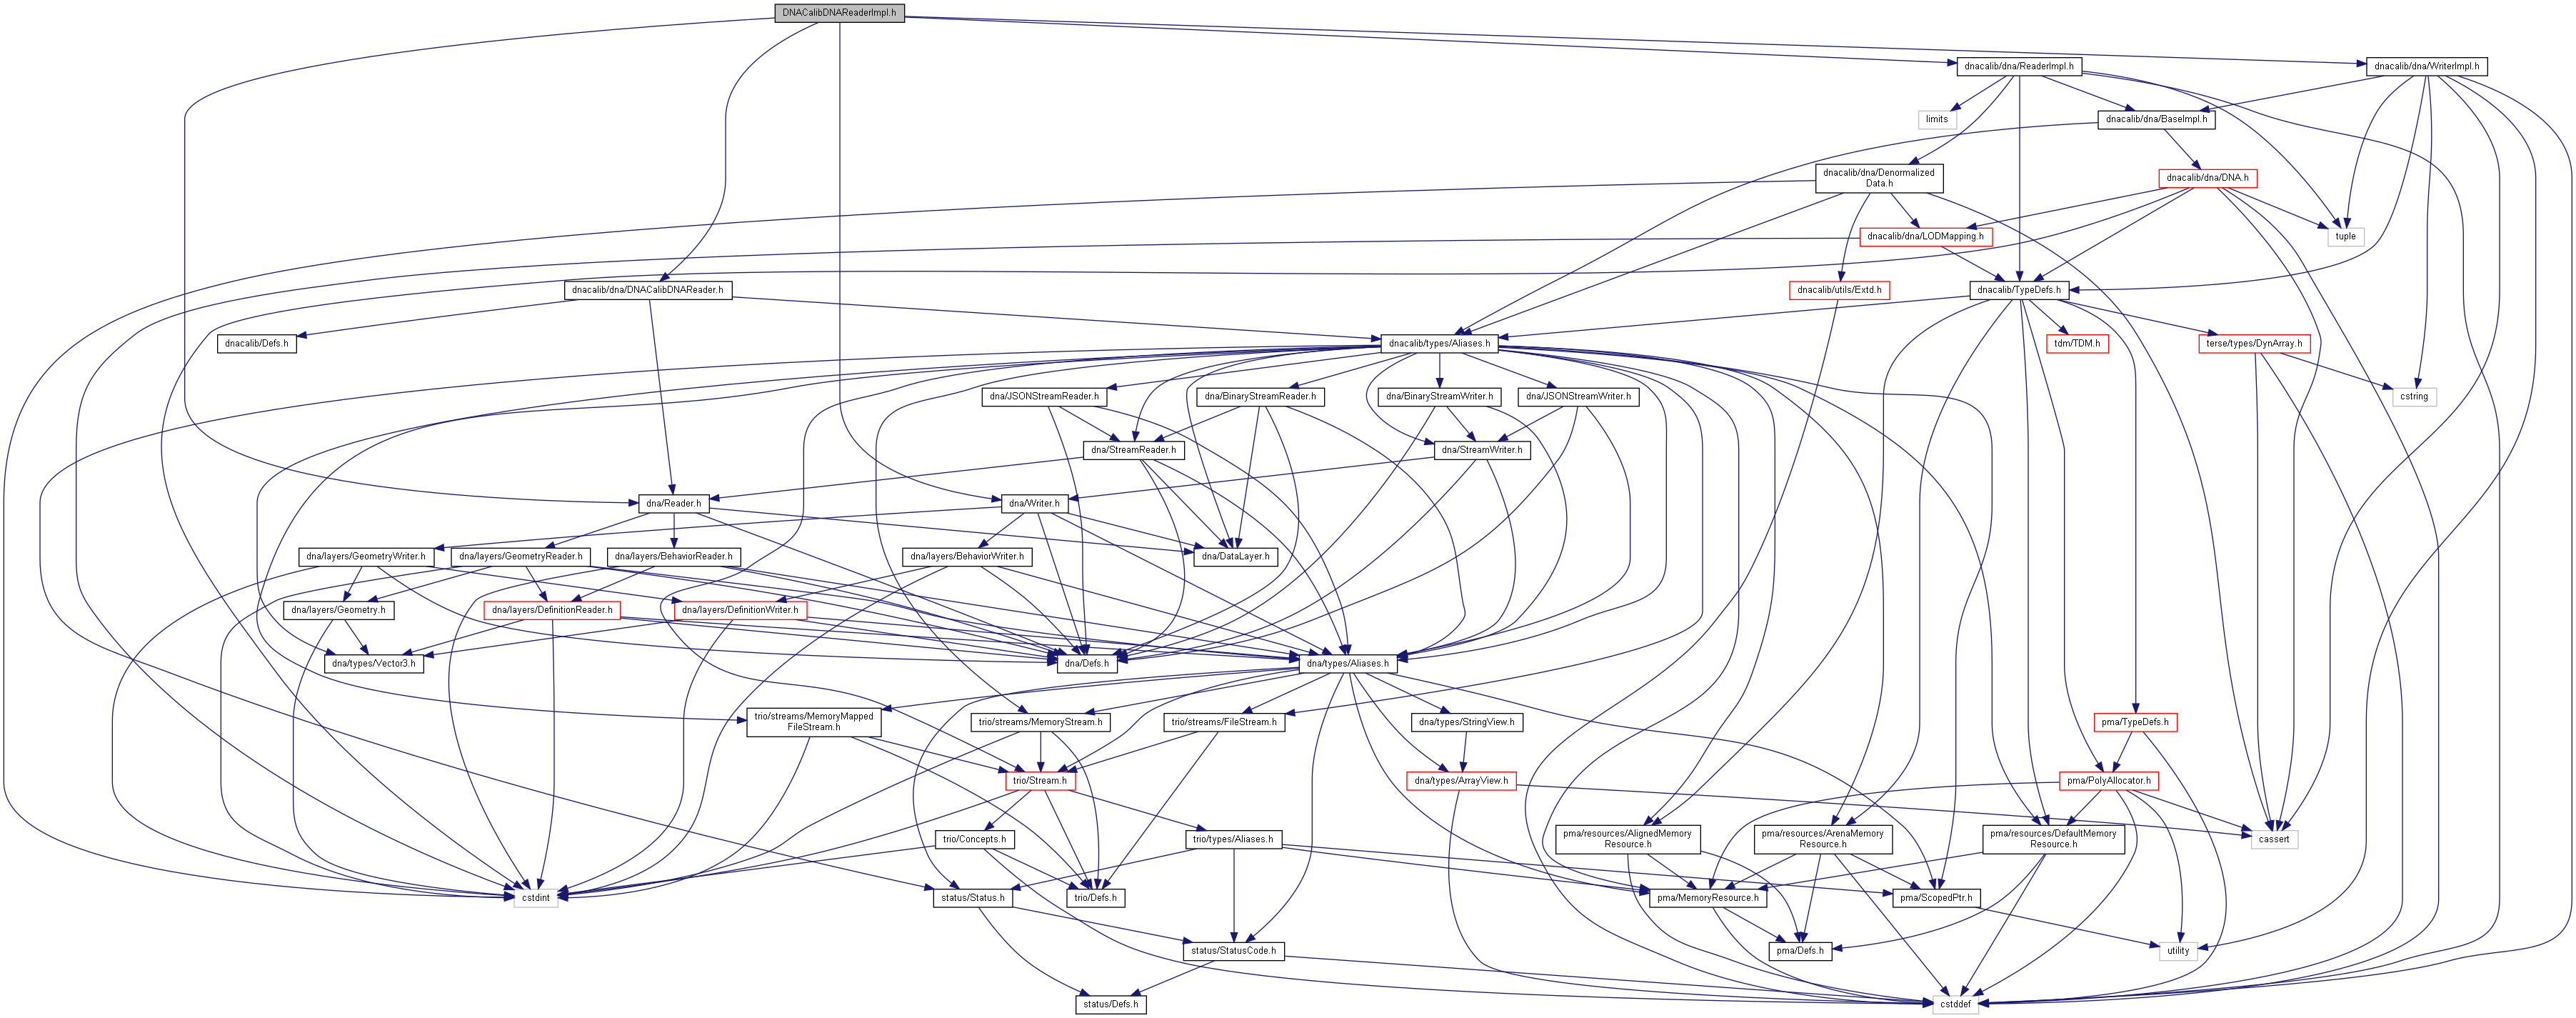 DNACalibDNAReaderImpl.h
dnacalib/dna/ReaderImpl.h
dnacalib/dna/WriterImpl.h
limits
dnacalib/dna/BaseImpl.h
dnacalib/dna/Denormalized
Data.h
dnacalib/dna/DNA.h
dnacalib/dna/LODMapping.h
tuple
dnacalib/dna/DNACalibDNAReader.h
dnacalib/utils/Extd.h
dnacalib/TypeDefs.h
dnacalib/Defs.h
dnacalib/types/Aliases.h
tdm/TDM.h
terse/types/DynArray.h
dna/JSONStreamReader.h
dna/BinaryStreamReader.h
dna/BinaryStreamWriter.h
dna/JSONStreamWriter.h
cstring
dna/StreamReader.h
dna/StreamWriter.h
dna/Reader.h
dna/Writer.h
dna/layers/GeometryWriter.h
dna/layers/GeometryReader.h
dna/layers/BehaviorReader.h
dna/layers/BehaviorWriter.h
dna/DataLayer.h
dna/layers/Geometry.h
dna/layers/DefinitionReader.h
dna/layers/DefinitionWriter.h
dna/types/Vector3.h
dna/Defs.h
dna/types/Aliases.h
trio/streams/MemoryMapped
FileStream.h
trio/streams/MemoryStream.h
trio/streams/FileStream.h
dna/types/StringView.h
pma/TypeDefs.h
trio/Stream.h
dna/types/ArrayView.h
pma/PolyAllocator.h
trio/Concepts.h
trio/types/Aliases.h
pma/resources/AlignedMemory
Resource.h
pma/resources/ArenaMemory
Resource.h
pma/resources/DefaultMemory
Resource.h
cassert
cstdint
status/Status.h
trio/Defs.h
pma/MemoryResource.h
pma/ScopedPtr.h
status/StatusCode.h
pma/Defs.h
utility
status/Defs.h
cstddef